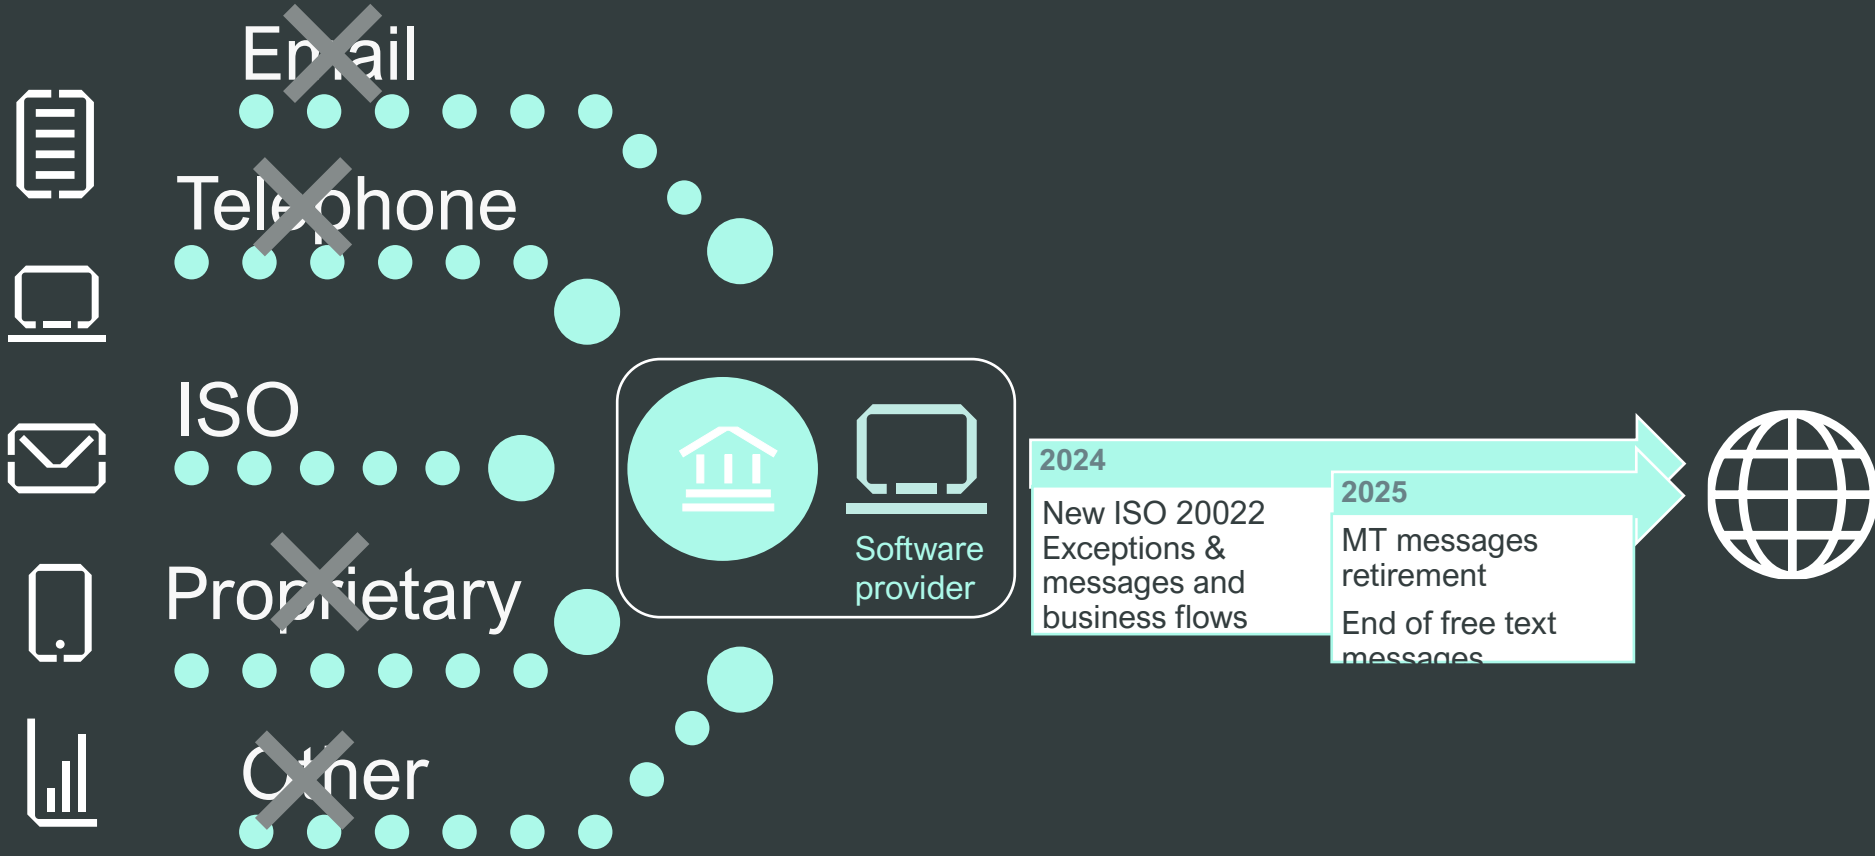 Email
Telephone
ISO
Proprietary
Other
Software
provider
2024
New ISO 20022
Exceptions &
messages and
business flows
2025
MT messages
retirement
End of free text
messages